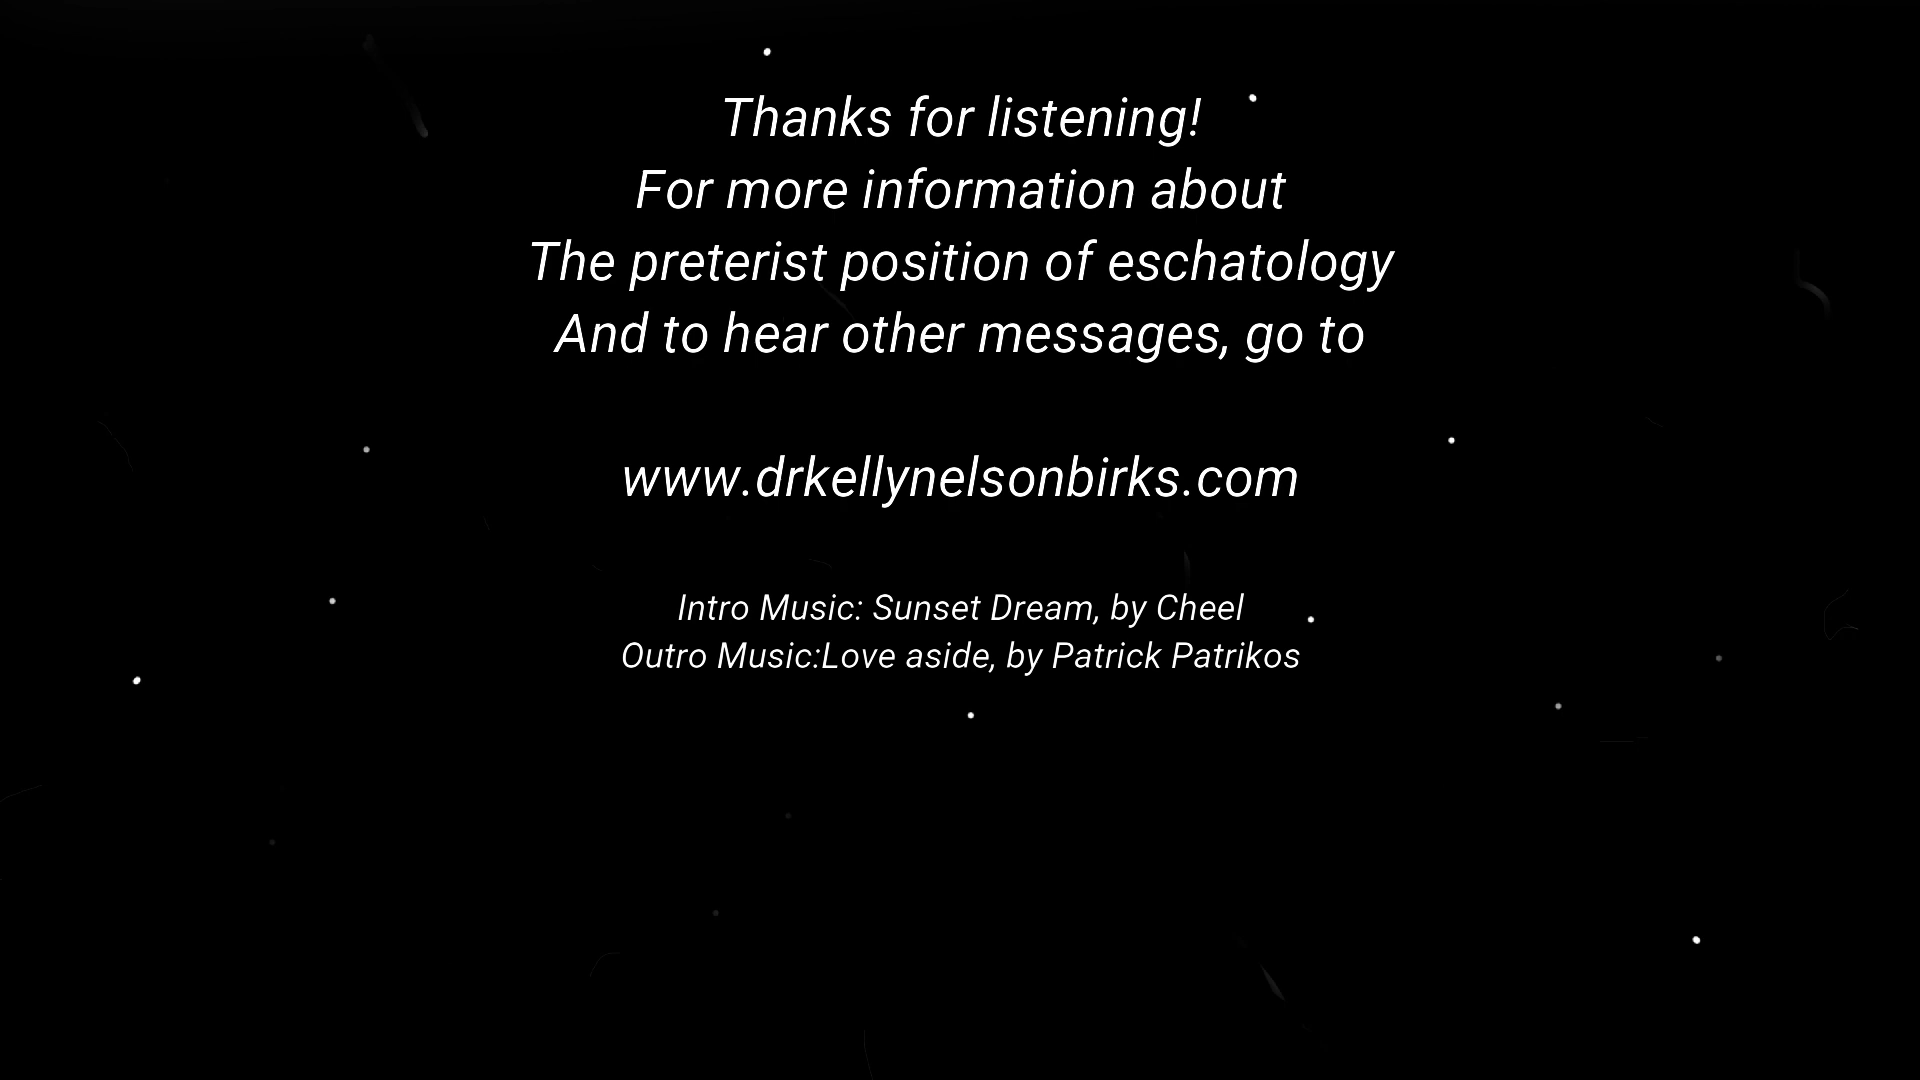 Thanks for listening!
For more information about
The preterist position of eschatology
And to hear other messages, go to
www.drkellynelsonbirks.com
Intro Music: Sunset Dream, by Cheel
Outro Music:Love aside, by Patrick Patrikos